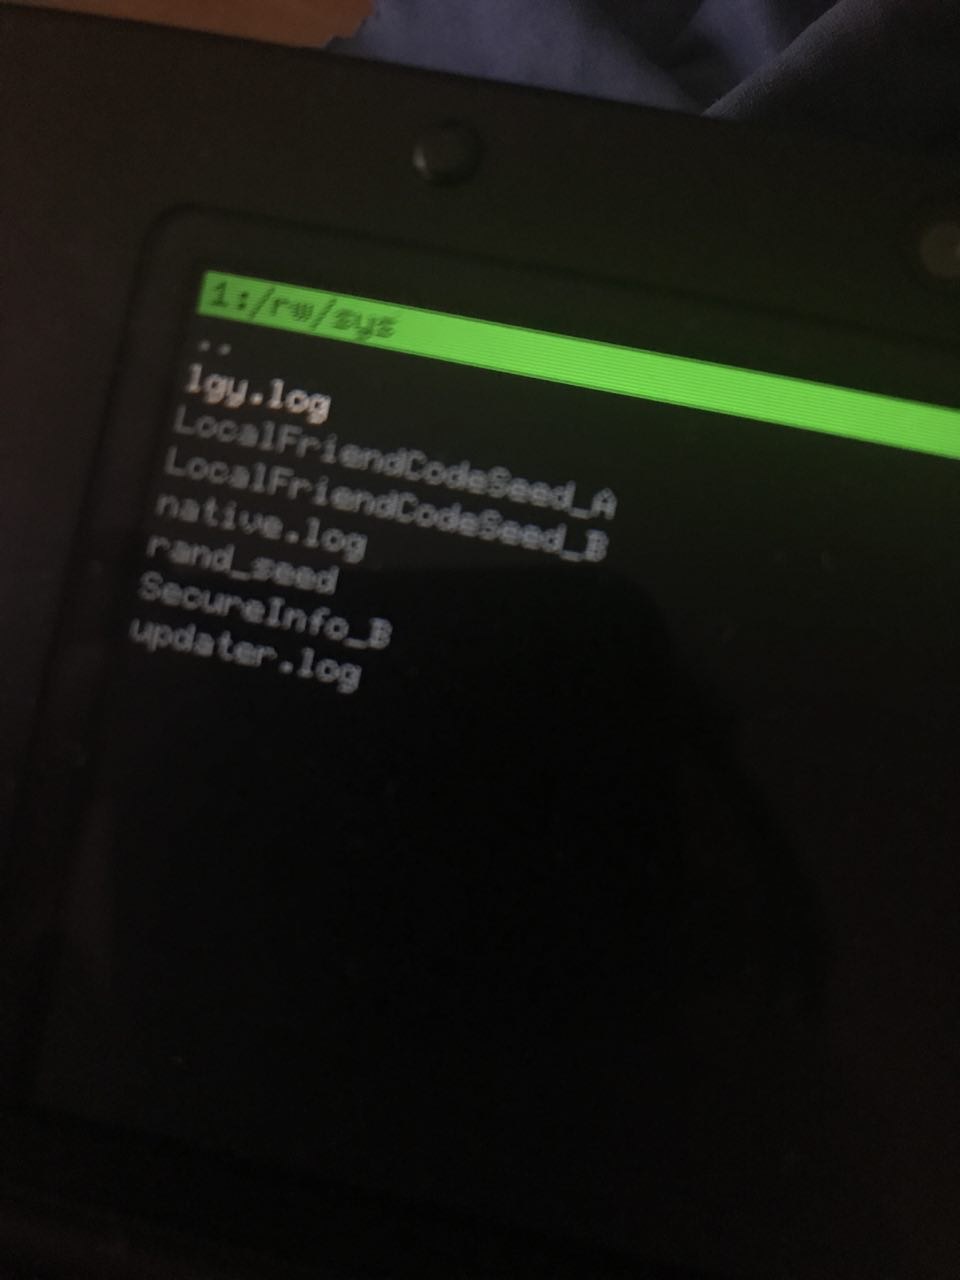 1:/rw/sys
..
lgy.log
LocalFriendCodeSeed_A
LocalFriendCodeSeed_B
native.log
rand_seed
SecureInfo_B
updater.log